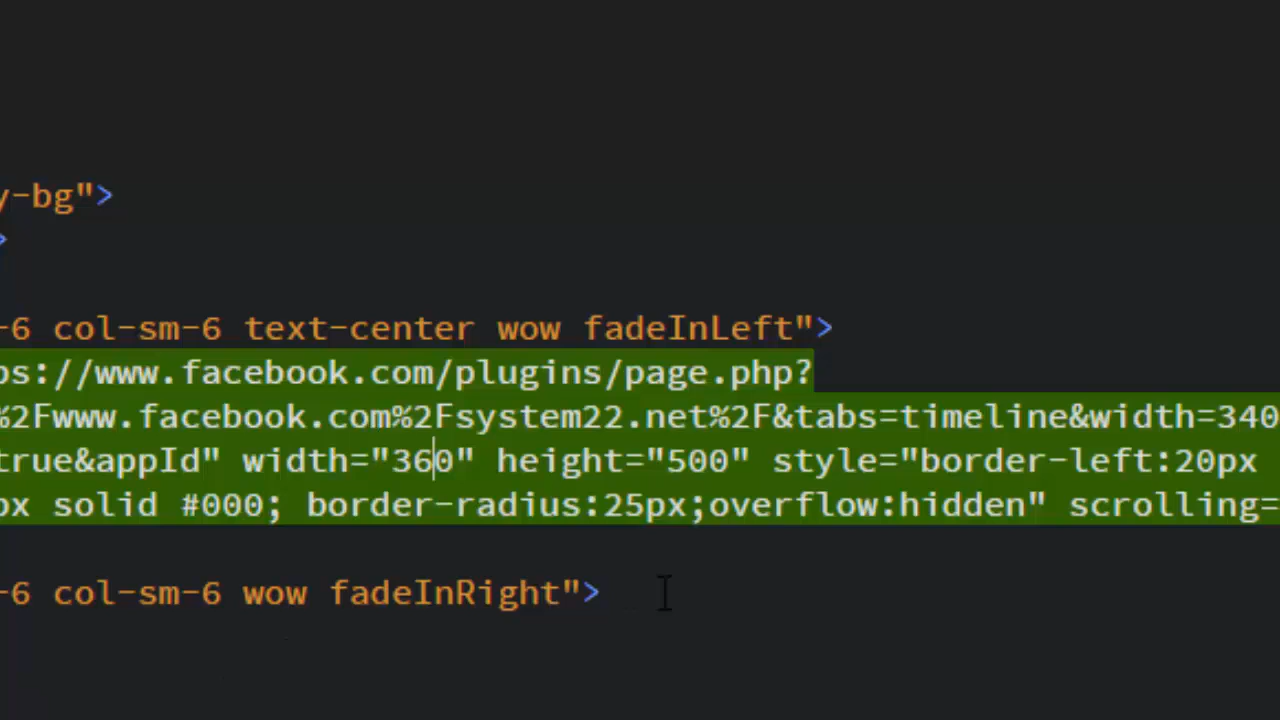 y-bg">
>
-6 col-sm-6 text-center wow fadeInLeft">
ps://www.facebook.com/plugins/page.php?
%2Fwww.facebook.com%2Fsystem22.net%2F&tabs=timeline&width=340
true&appId" width="360" height="500" style="border-left:20px
px solid #000; border-radius:25px;overflow:hidden" scrolling=
-6 col-sm-6 wow fadeInRight">